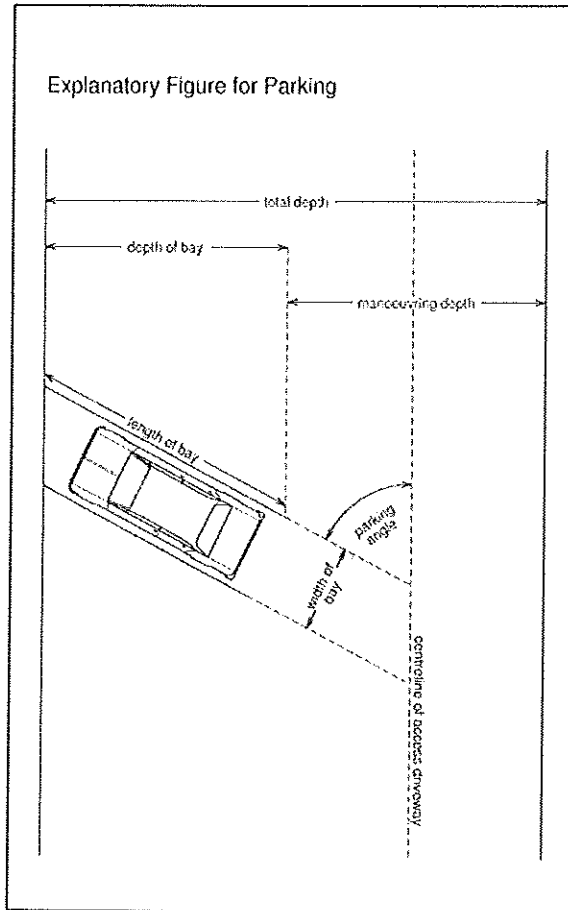 Explanatory Figure for Parking
total depth
depth of bay
manoeuvring depth
length of bay
parking
angle
width of
bay
centreline of access driveway